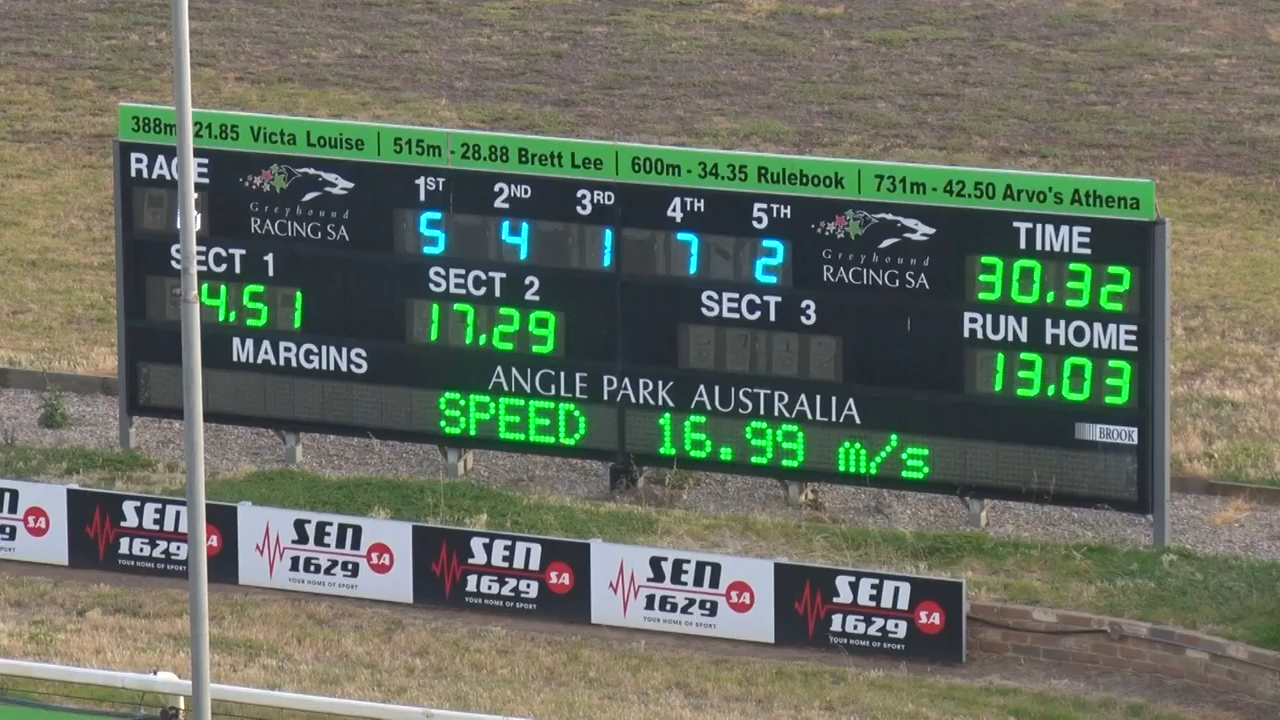 388m 21.85 Victa Louise | 515m - 28.88 Brett Lee | 600m - 34.35 Rulebook | 731m - 42.50 Arvo's Athena
RACE
Greyhound
RACING SA
1ST 2ND 3RD 4TH 5TH
5 4 1 7 2
Greyhound
RACING SA
TIME
30.32
SECT 1
4.51
SECT 2
17.29
SECT 3
RUN HOME
13.03
MARGINS
ANGLE PARK AUSTRALIA
SPEED 16.99 m/s
BROOK
SA
SEN
1629
SA
SEN
1629
SA
YOUR HOME OF SPORT
SEN
1629
SA
YOUR HOME OF SPORT
SEN
1629
SA
YOUR HOME OF SPORT
SEN
1629
SA
YOUR HOME OF SPORT